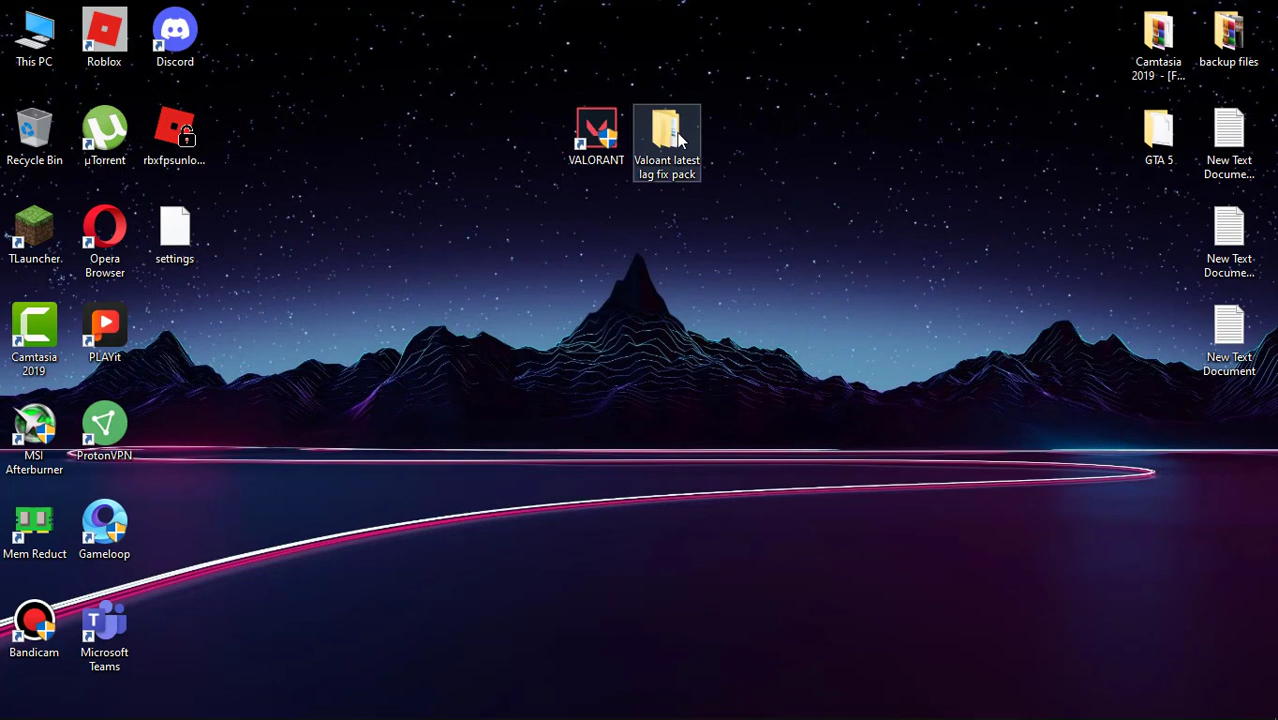 This PC
Roblox
Discord
Recycle Bin
µTorrent
rbxfpsunlo...
TLauncher
Opera
Browser
settings
Camtasia
2019
PLAYit
MSI
Afterburner
ProtonVPN
Mem Reduct
Gameloop
Bandicam
Microsoft
Teams
VALORANT
Valoant latest
lag fix pack
Camtasia
2019 - [F...
backup files
GTA 5
New Text
Docume...
New Text
Docume...
New Text
Document